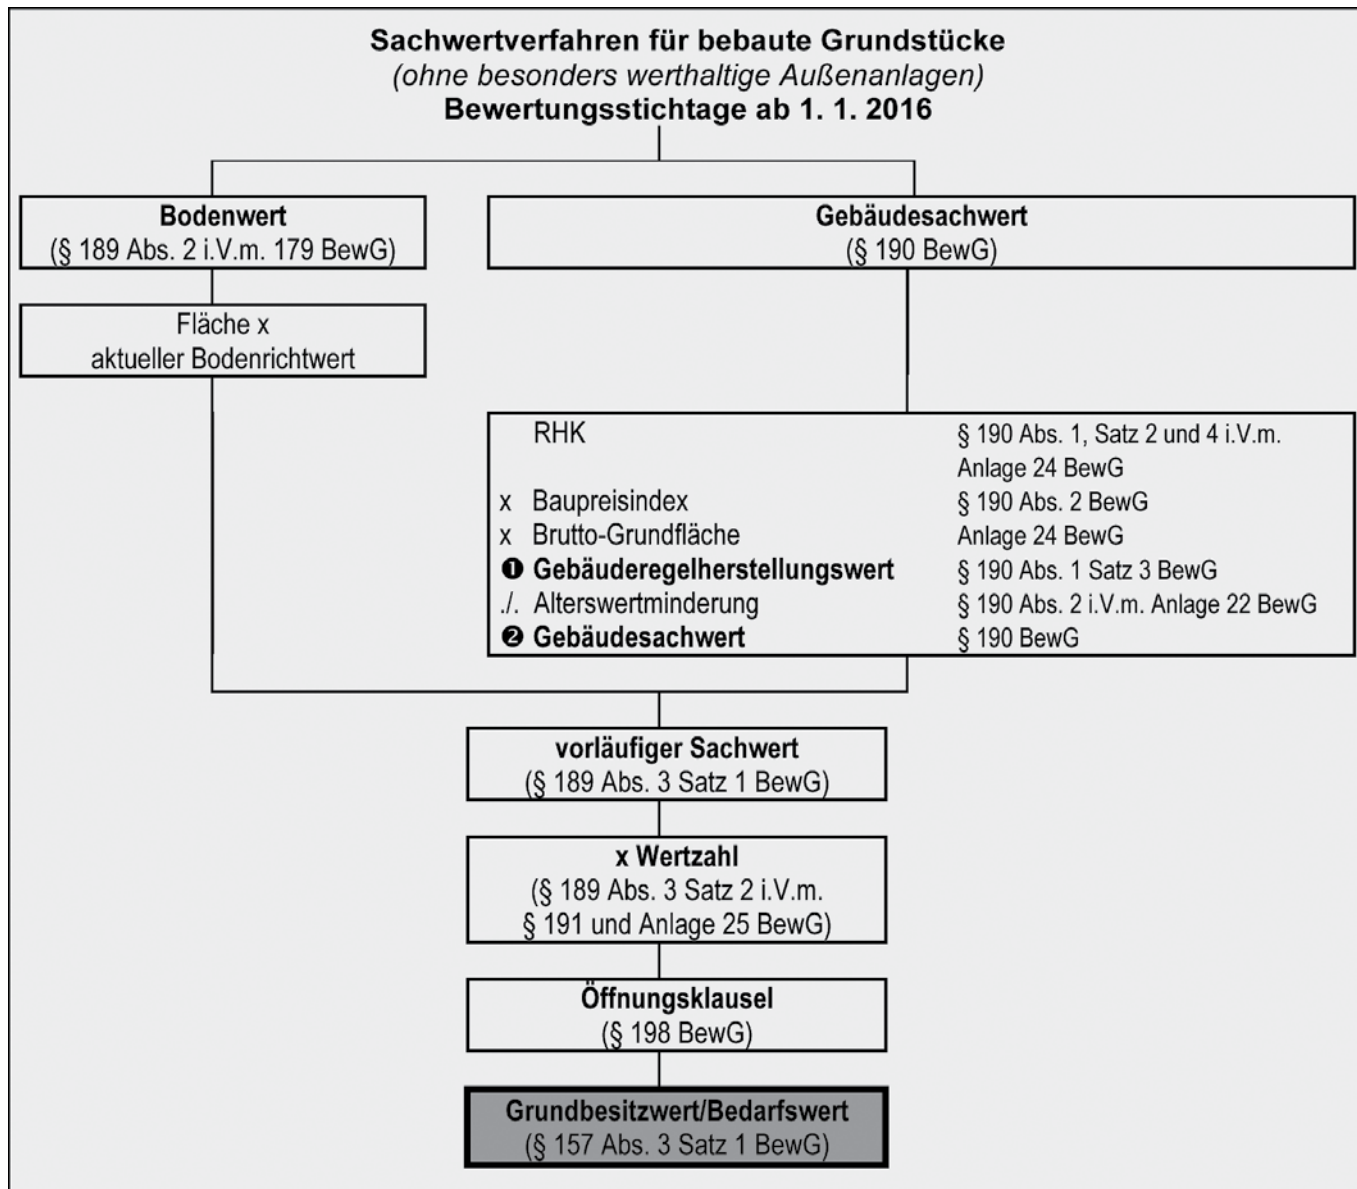 Sachwertverfahren für bebaute Grundstücke
(ohne besonders werthaltige Außenanlagen)
Bewertungsstichtage ab 1. 1. 2016
Bodenwert
(§ 189 Abs. 2 i.V.m. 179 BewG)
Fläche x
aktueller Bodenrichtwert
Gebäudesachwert
(§ 190 BewG)
RHK § 190 Abs. 1, Satz 2 und 4 i.V.m.
Anlage 24 BewG
x Baupreisindex § 190 Abs. 2 BewG
x Brutto-Grundfläche Anlage 24 BewG
❶ Gebäuderegelherstellungswert § 190 Abs. 1 Satz 3 BewG
./. Alterswertminderung § 190 Abs. 2 i.V.m. Anlage 22 BewG
❷ Gebäudesachwert § 190 BewG
vorläufiger Sachwert
(§ 189 Abs. 3 Satz 1 BewG)
x Wertzahl
(§ 189 Abs. 3 Satz 2 i.V.m.
§ 191 und Anlage 25 BewG)
Öffnungsklausel
(§ 198 BewG)
Grundbesitzwert/Bedarfswert
(§ 157 Abs. 3 Satz 1 BewG)